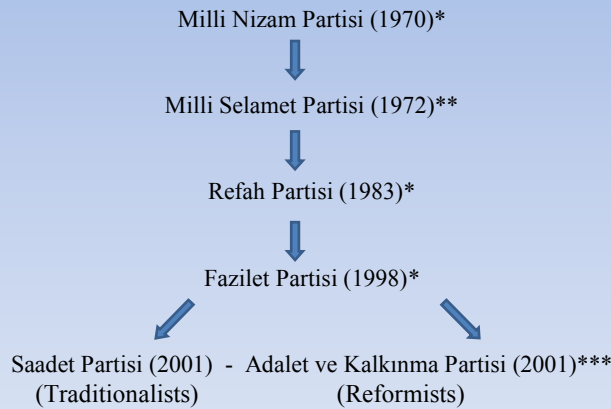 Milli Nizam Partisi (1970)*
Milli Selamet Partisi (1972)**
Refah Partisi (1983)*
Fazilet Partisi (1998)*
Saadet Partisi (2001) - Adalet ve Kalkınma Partisi (2001)***
(Traditionalists) (Reformists)